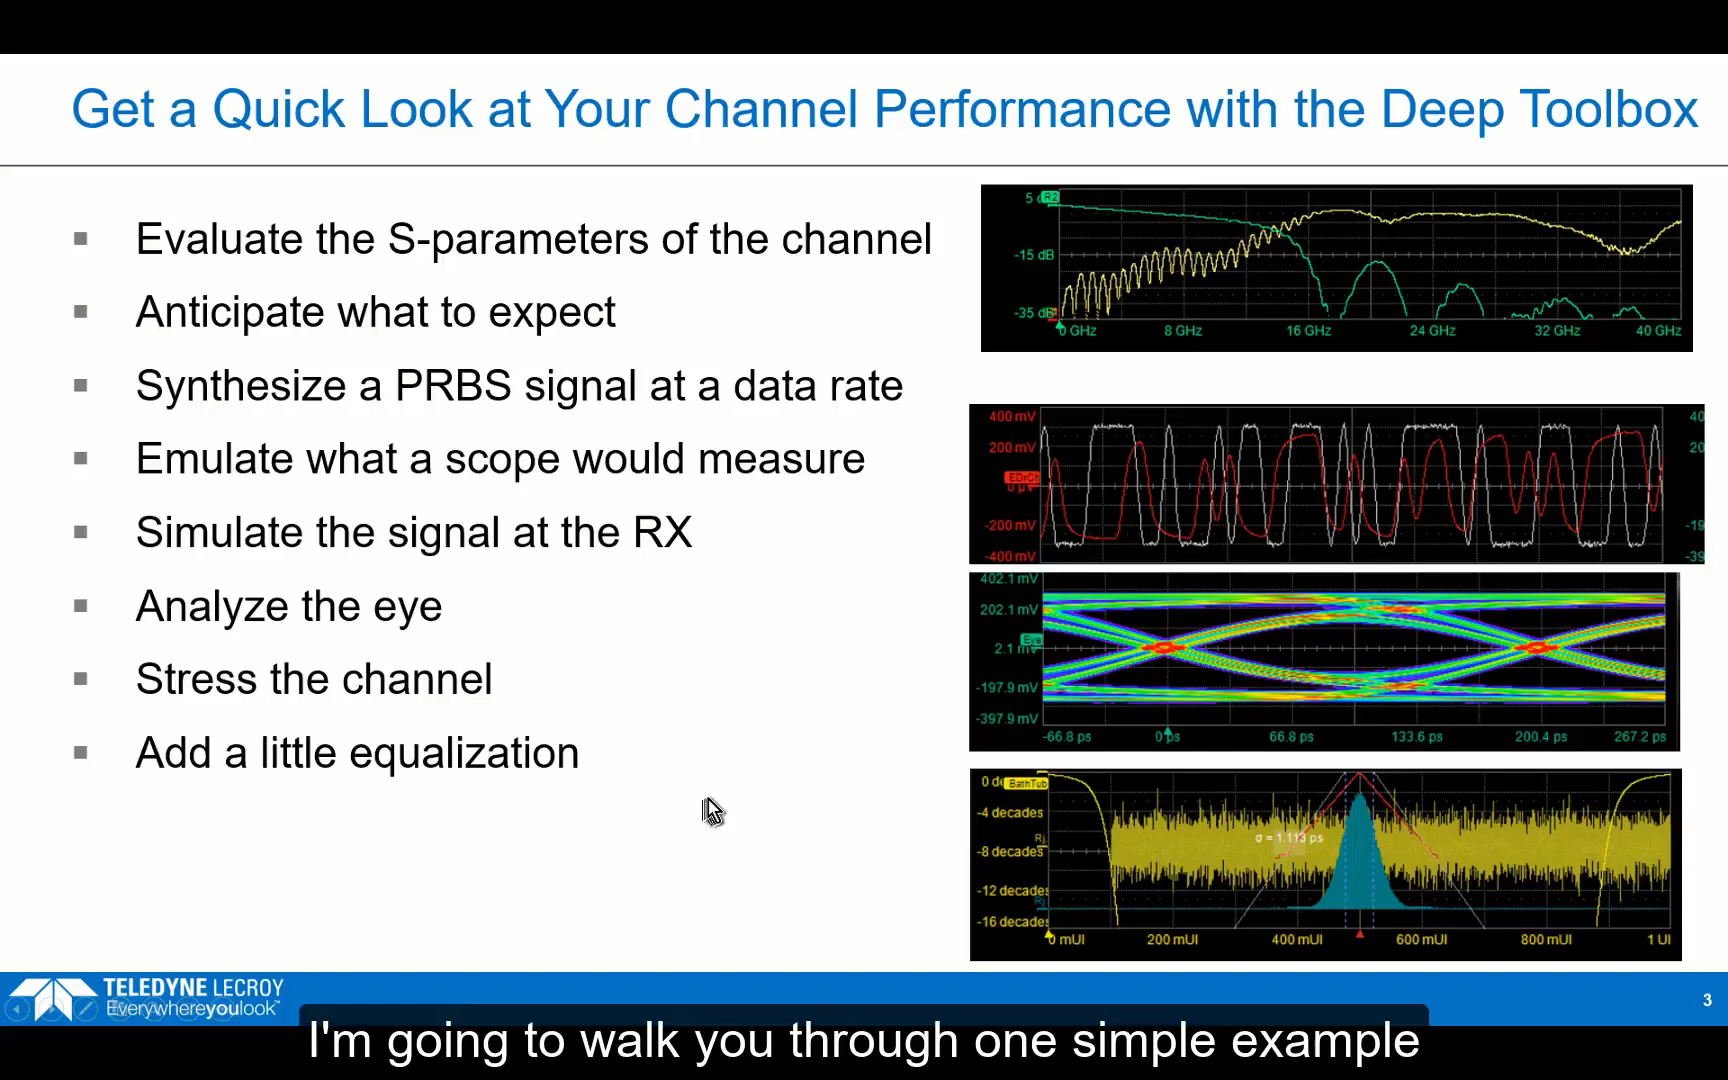 Get a Quick Look at Your Channel Performance with the Deep Toolbox
▪ Evaluate the S-parameters of the channel
▪ Anticipate what to expect
▪ Synthesize a PRBS signal at a data rate
▪ Emulate what a scope would measure
▪ Simulate the signal at the RX
▪ Analyze the eye
▪ Stress the channel
▪ Add a little equalization
R2
-15 dB
-35 dB
0 GHz 8 GHz 16 GHz 24 GHz 32 GHz 40 GHz
400 mV
200 mV
-200 mV
-400 mV
402.1 mV
202.1 mV
Eye
2.1 mV
-197.9 mV
-397.9 mV
-66.8 ps 0 ps 66.8 ps 133.6 ps 200.4 ps 267.2 ps
BathTub
-4 decades
σ = 1.113 ps
-8 decades
-12 decades
-16 decades
0 mUI 200 mUI 400 mUI 600 mUI 800 mUI 1 UI
TELEDYNE LECROY
Everywhereyoulook™
3
I'm going to walk you through one simple example